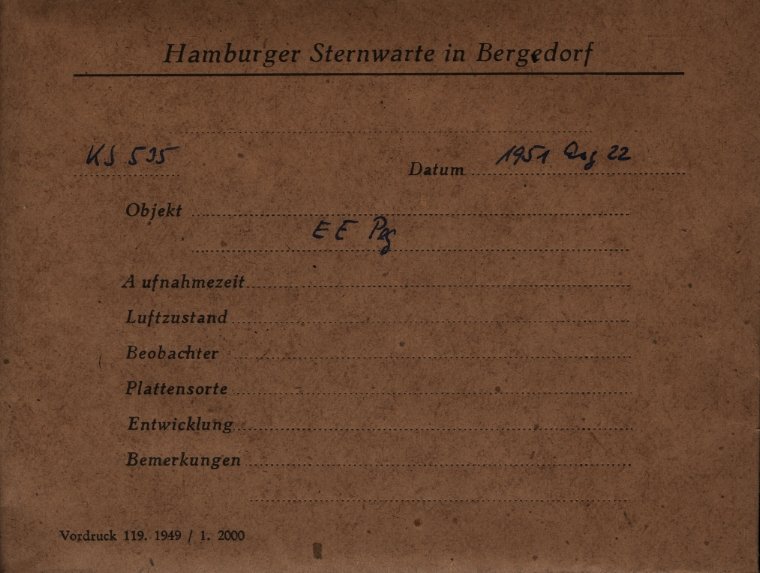 Hamburger Sternwarte in Bergedorf
KS 535
Datum 1951 Aug 22
Objekt
EE Peg
Aufnahmezeit
Luftzustand
Beobachter
Plattensorte
Entwicklung
Bemerkungen
Vordruck 119. 1949 / 1. 2000